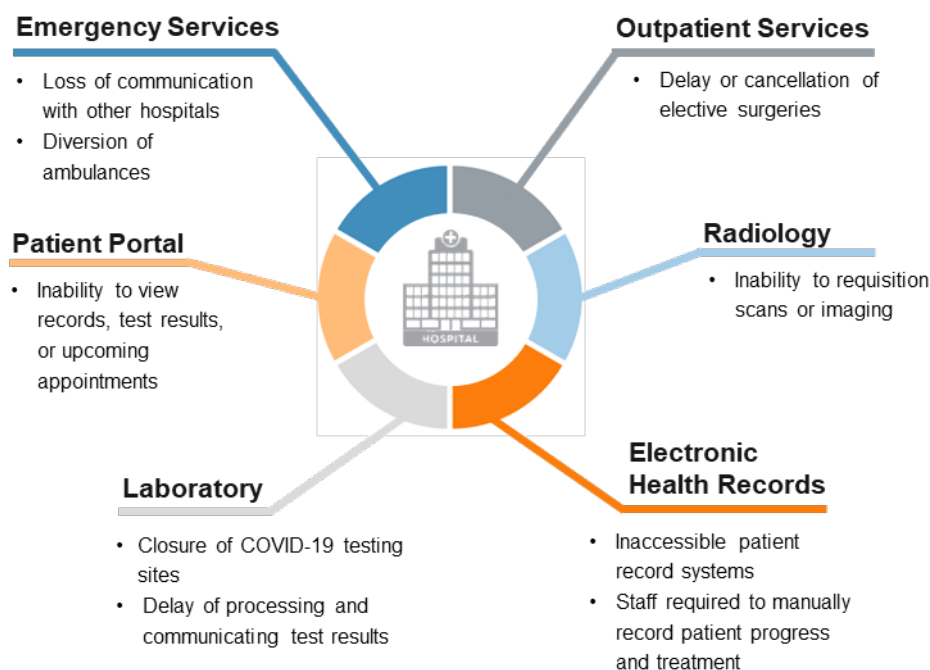 Emergency Services
• Loss of communication
with other hospitals
• Diversion of
ambulances
Outpatient Services
• Delay or cancellation of
elective surgeries
Patient Portal
• Inability to view
records, test results,
or upcoming
appointments
Radiology
• Inability to requisition
scans or imaging
HOSPITAL
Laboratory
• Closure of COVID-19 testing
sites
• Delay of processing and
communicating test results
Electronic
Health Records
• Inaccessible patient
record systems
• Staff required to manually
record patient progress
and treatment